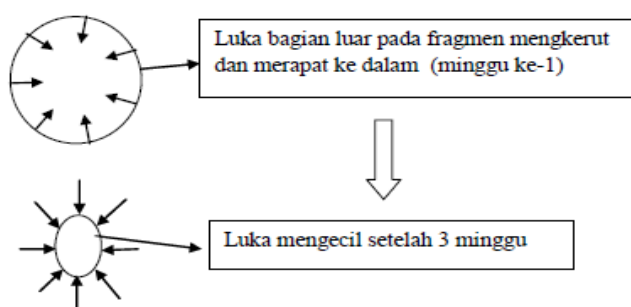 Luka bagian luar pada fragmen mengkerut
dan merapat ke dalam  (minggu ke-1)
Luka mengecil setelah 3 minggu